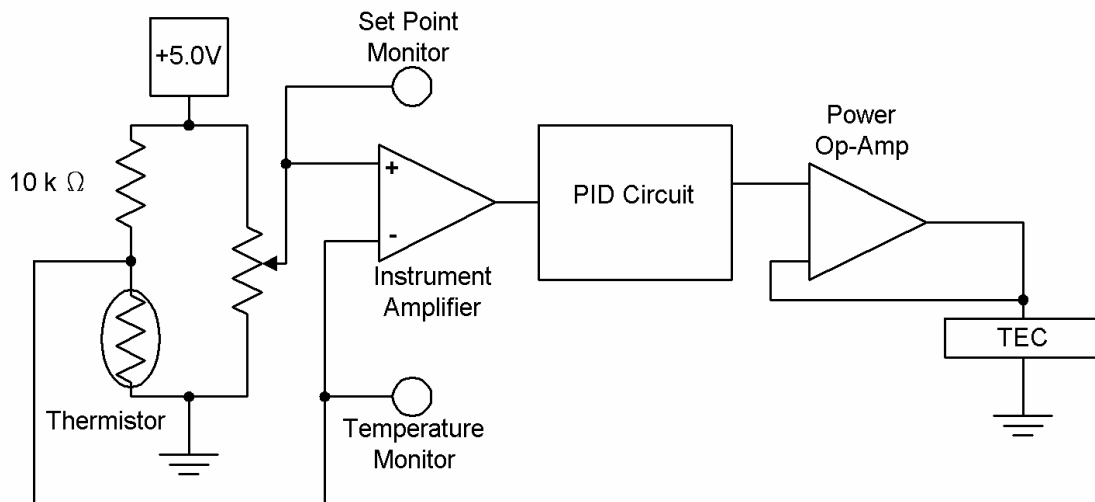 Set Point
Monitor
+5.0V
10 k Ω
+
-
Instrument
Amplifier
PID Circuit
Power
Op-Amp
TEC
Thermistor
Temperature
Monitor